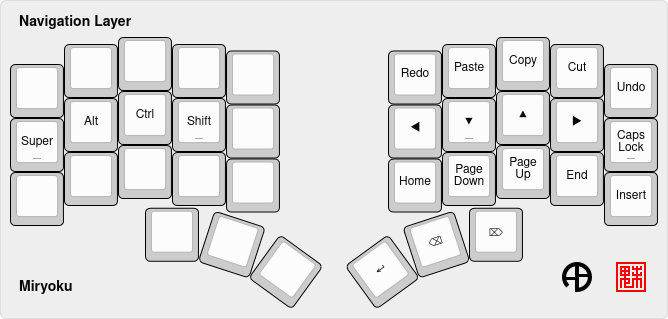 Navigation Layer
Redo Paste Copy Cut Undo
Super Alt Ctrl Shift ◀ ▼ ▲ ▶ Caps
Lock
Home Page Page End Insert
Down Up
↵ ⌫ ⌦
Miryoku